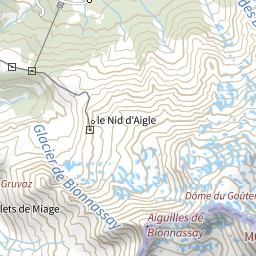 le Nid d'Aigle
Glacier de Bionnassay
Gruvaz
lets de Miage
Dôme du Goûter
Aiguilles de
Bionnassay